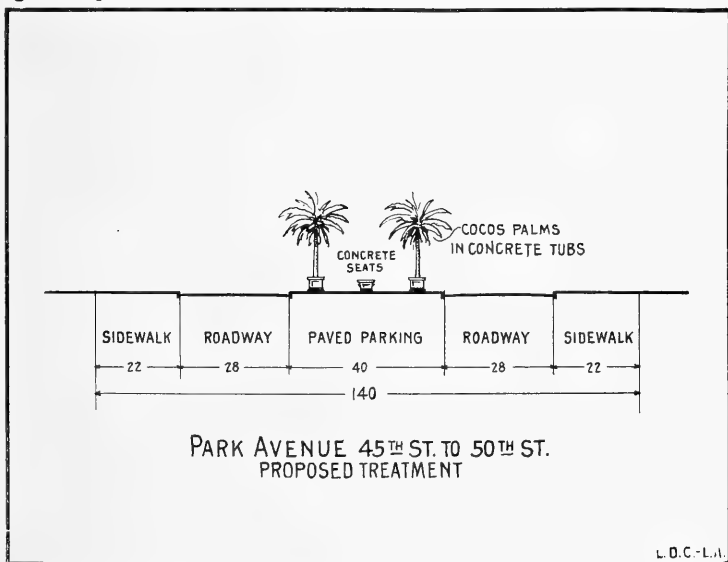 COCOS PALMS
IN CONCRETE TUBS
CONCRETE
SEATS
SIDEWALK ROADWAY PAVED PARKING ROADWAY SIDEWALK
22 28 40 28 22
140
PARK AVENUE 45TH ST. TO 50TH ST.
PROPOSED TREATMENT
L.D.C.-L.A.